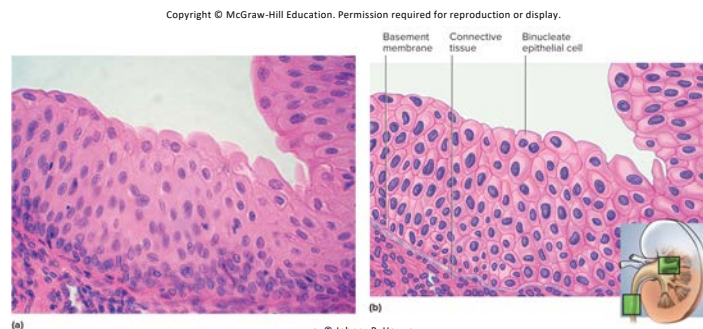 Copyright © McGraw-Hill Education. Permission required for reproduction or display.
Basement
membrane
Connective
tissue
Binucleate
epithelial cell
(a)
(b)